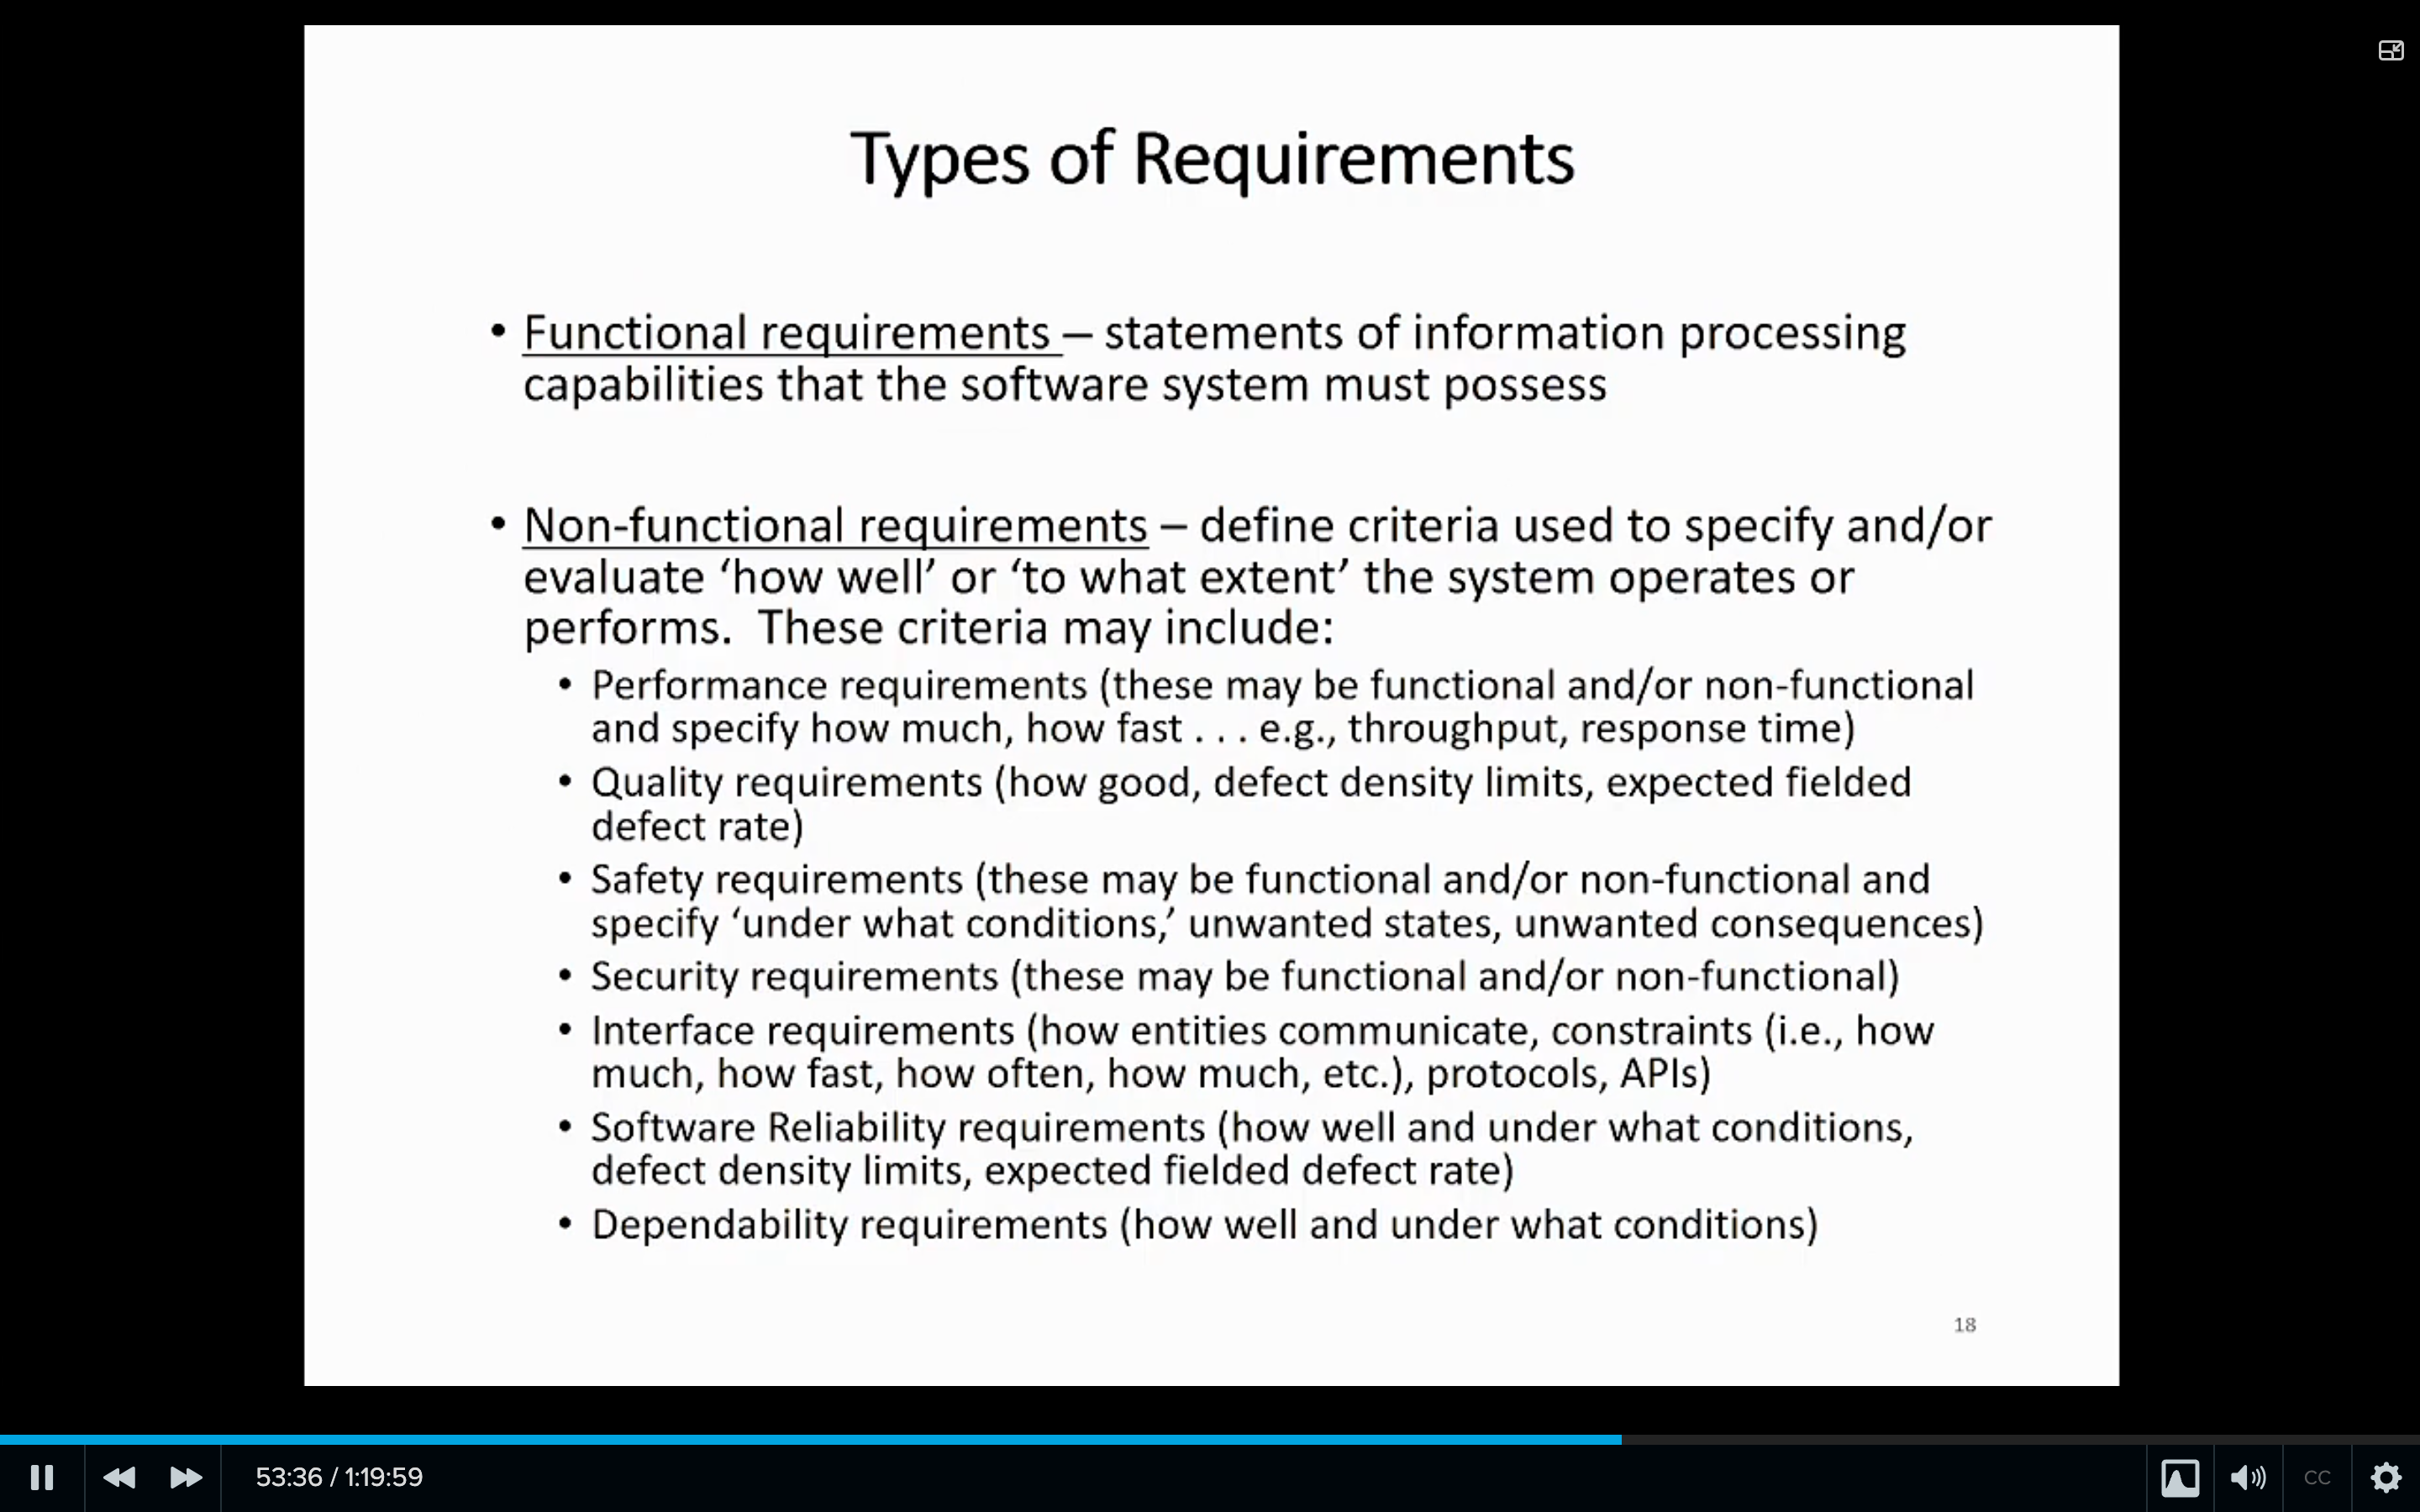 Types of Requirements
• Functional requirements – statements of information processing
capabilities that the software system must possess
• Non-functional requirements – define criteria used to specify and/or
evaluate ‘how well’ or ‘to what extent’ the system operates or
performs.  These criteria may include:
• Performance requirements (these may be functional and/or non-functional
and specify how much, how fast . . . e.g., throughput, response time)
• Quality requirements (how good, defect density limits, expected fielded
defect rate)
• Safety requirements (these may be functional and/or non-functional and
specify ‘under what conditions,’ unwanted states, unwanted consequences)
• Security requirements (these may be functional and/or non-functional)
• Interface requirements (how entities communicate, constraints (i.e., how
much, how fast, how often, how much, etc.), protocols, APIs)
• Software Reliability requirements (how well and under what conditions,
defect density limits, expected fielded defect rate)
• Dependability requirements (how well and under what conditions)
18
53:36 / 1:19:59
CC